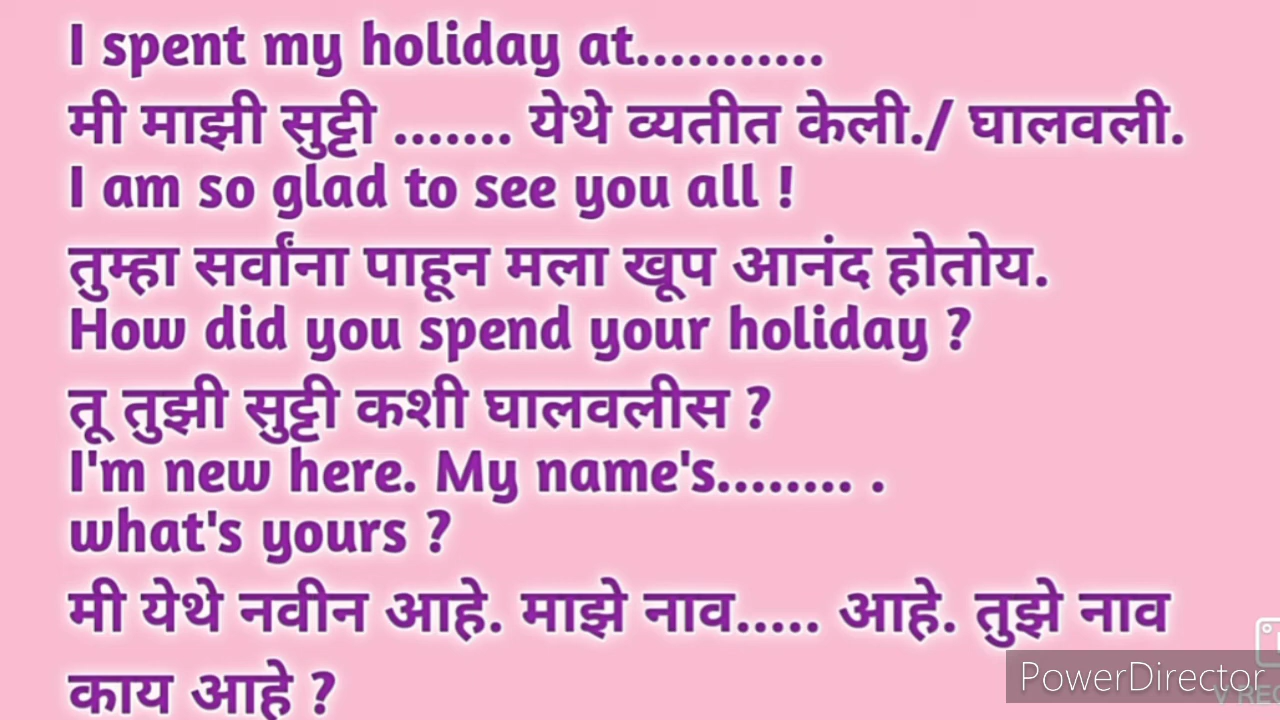 I spent my holiday at...........
मी माझी सुट्टी ....... येथे व्यतीत केली./ घालवली.
I am so glad to see you all !
तुम्हा सर्वांना पाहून मला खूप आनंद होतोय.
How did you spend your holiday ?
तू तुझी सुट्टी कशी घालवलीस ?
I'm new here. My name's........ .
what's yours ?
मी येथे नवीन आहे. माझे नाव..... आहे. तुझे नाव
काय आहे ?
PowerDirector